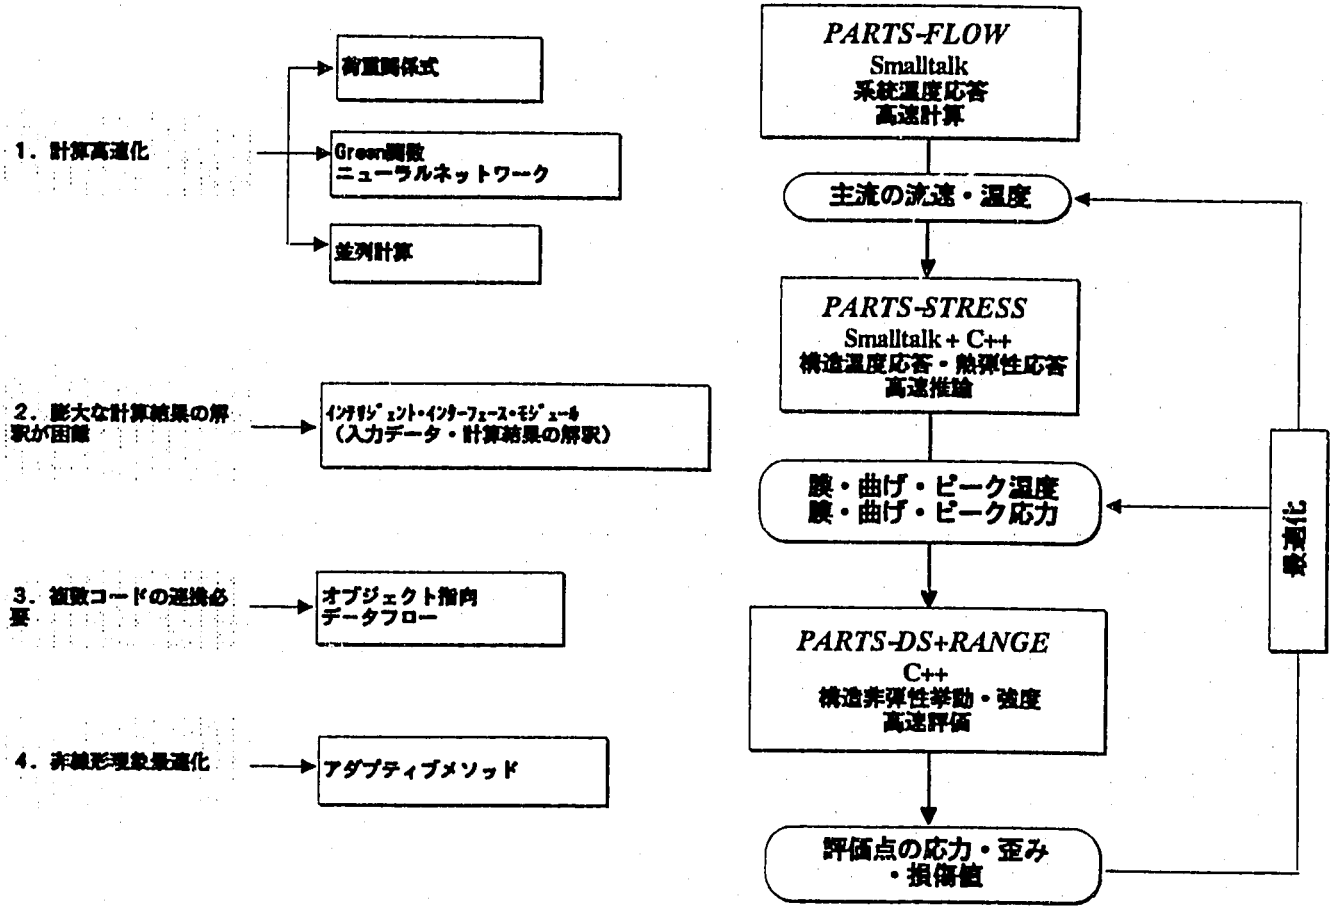 1. 計算高速化
荷重関係式
Green関数
ニューラルネットワーク
並列計算
2. 膨大な計算結果の解
釈が困難
インテリジェント・インターフェース・モジュール
（入力データ・計算結果の解釈）
3. 複数コードの連携必
要
オブジェクト指向
データフロー
4. 非線形現象最適化
アダプティブメソッド
PARTS-FLOW
Smalltalk
系統温度応答
高速計算
主流の流速・温度
PARTS-STRESS
Smalltalk + C++
構造温度応答・熱弾性応答
高速推論
膜・曲げ・ピーク温度
膜・曲げ・ピーク応力
PARTS-DS+RANGE
C++
構造非弾性挙動・強度
高速評価
評価点の応力・歪み
・損傷値
最適化